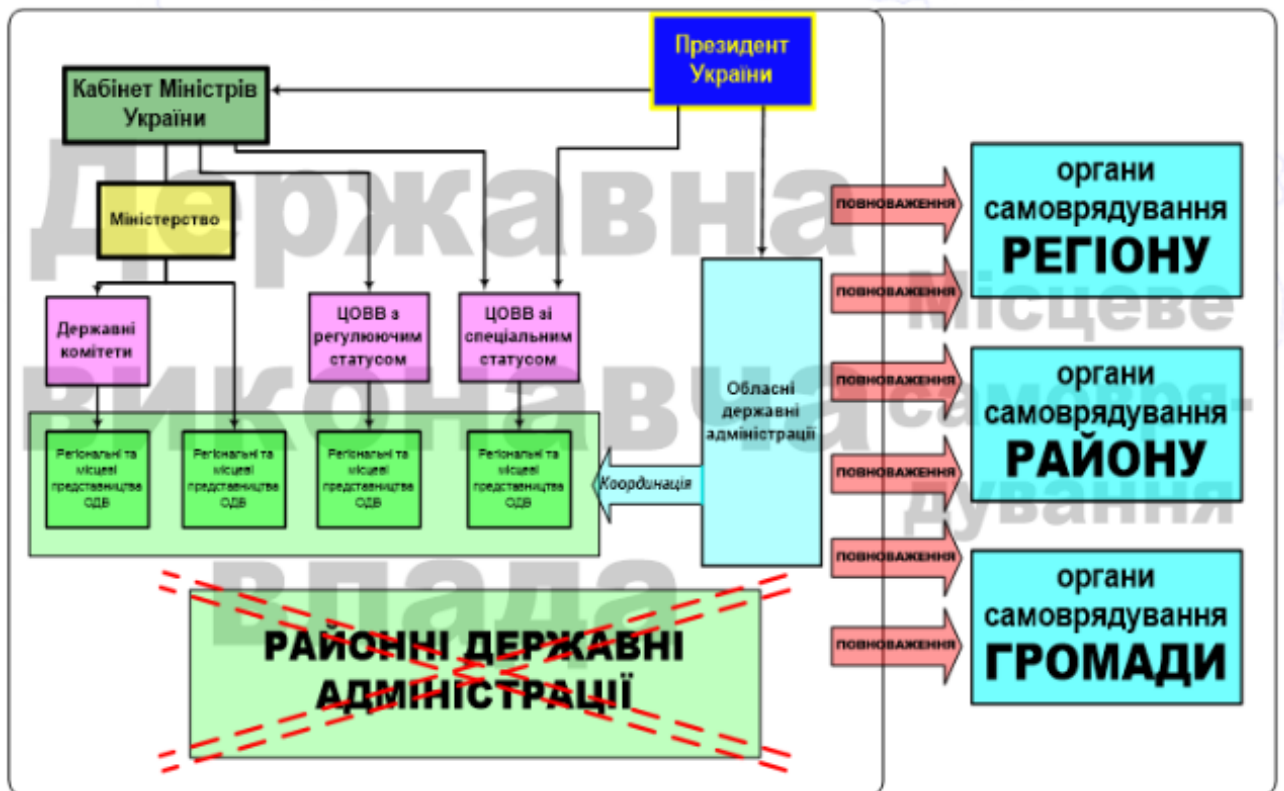 Президент
України
Кабінет Міністрів
України
Міністерство
Державні
комітети
ЦОВВ з
регулюючим
статусом
ЦОВВ зі
спеціальним
статусом
Регіональні та
місцеві
представництва
ОДВ
Регіональні та
місцеві
представництва
ОДВ
Регіональні та
місцеві
представництва
ОДВ
Регіональні та
місцеві
представництва
ОДВ
Координація
Обласні
державні
адміністрації
РАЙОННІ ДЕРЖАВНІ
АДМІНІСТРАЦІЇ
Державна
виконавча
влада
ПОВНОВАЖЕННЯ
ПОВНОВАЖЕННЯ
ПОВНОВАЖЕННЯ
ПОВНОВАЖЕННЯ
ПОВНОВАЖЕННЯ
ПОВНОВАЖЕННЯ
органи
самоврядування
РЕГІОНУ
органи
самоврядування
РАЙОНУ
органи
самоврядування
ГРОМАДИ
Місцеве
самовря-
дування